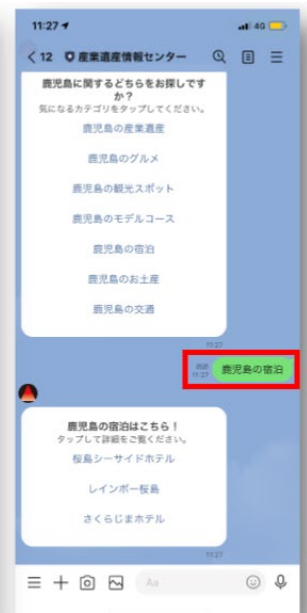 11:27
4G
12 産業遺産情報センター
鹿児島に関するどちらをお探しです
か?
気になるカテゴリをタップしてください。
鹿児島の産業遺産
鹿児島のグルメ
鹿児島の観光スポット
鹿児島のモデルコース
鹿児島の宿泊
鹿児島のお土産
鹿児島の交通
11:27
既読
11:27
鹿児島の宿泊
鹿児島の宿泊はこちら!
タップして詳細をご覧ください。
桜島シーサイドホテル
レインボー桜島
さくらじまホテル
11:27
Aa